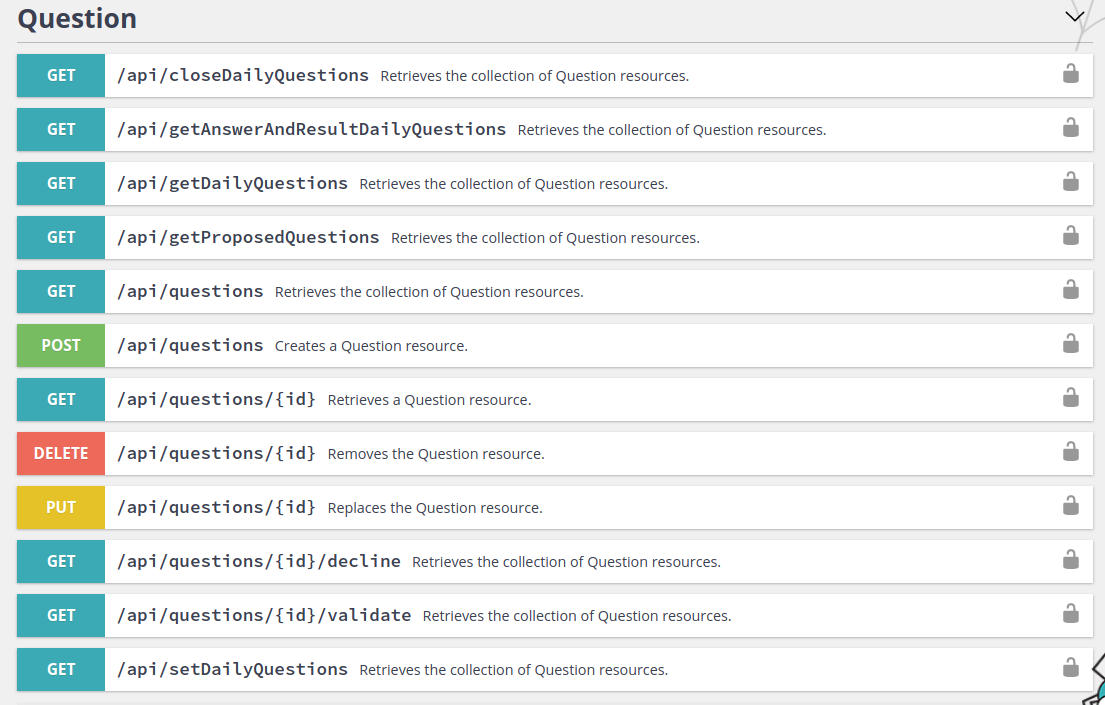 Question
GET /api/closeDailyQuestions Retrieves the collection of Question resources.
GET /api/getAnswerAndResultDailyQuestions Retrieves the collection of Question resources.
GET /api/getDailyQuestions Retrieves the collection of Question resources.
GET /api/getProposedQuestions Retrieves the collection of Question resources.
GET /api/questions Retrieves the collection of Question resources.
POST /api/questions Creates a Question resource.
GET /api/questions/{id} Retrieves a Question resource.
DELETE /api/questions/{id} Removes the Question resource.
PUT /api/questions/{id} Replaces the Question resource.
GET /api/questions/{id}/decline Retrieves the collection of Question resources.
GET /api/questions/{id}/validate Retrieves the collection of Question resources.
GET /api/setDailyQuestions Retrieves the collection of Question resources.